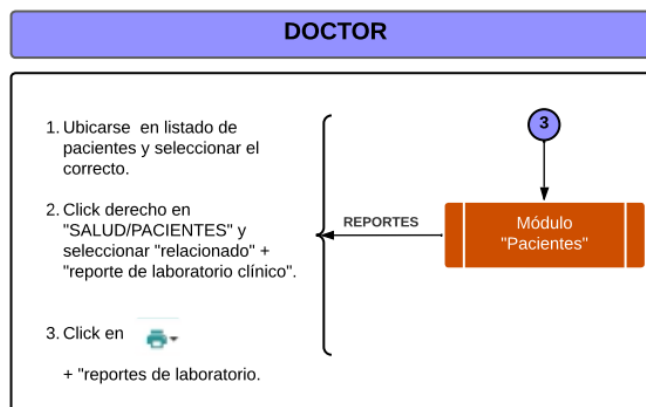 DOCTOR
1. Ubicarse en listado de
pacientes y seleccionar el
correcto.
2. Click derecho en
"SALUD/PACIENTES" y
seleccionar "relacionado" +
"reporte de laboratorio clínico".
3. Click en
+ "reportes de laboratorio.
REPORTES
3
Módulo
"Pacientes"